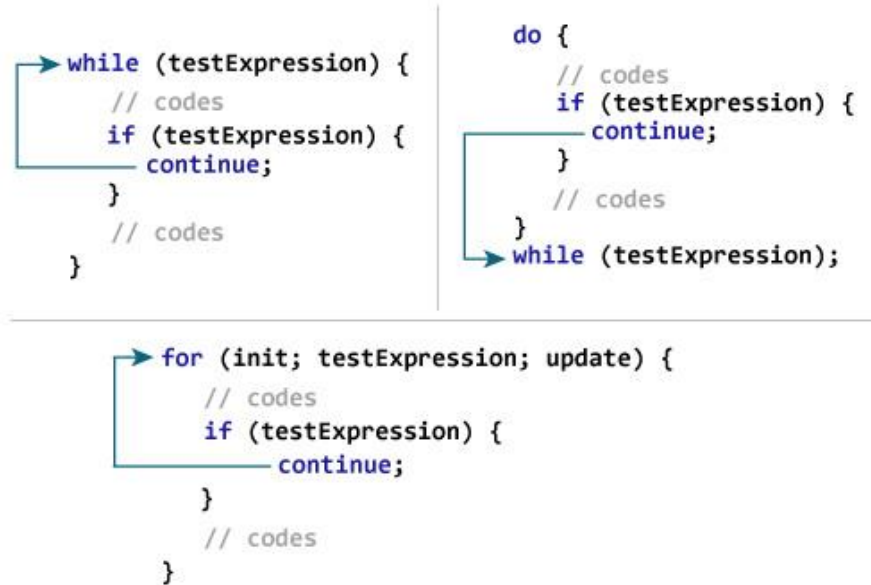 while (testExpression) {
// codes
if (testExpression) {
continue;
}
// codes
}
do {
// codes
if (testExpression) {
continue;
}
// codes
}
while (testExpression);
for (init; testExpression; update) {
// codes
if (testExpression) {
continue;
}
// codes
}